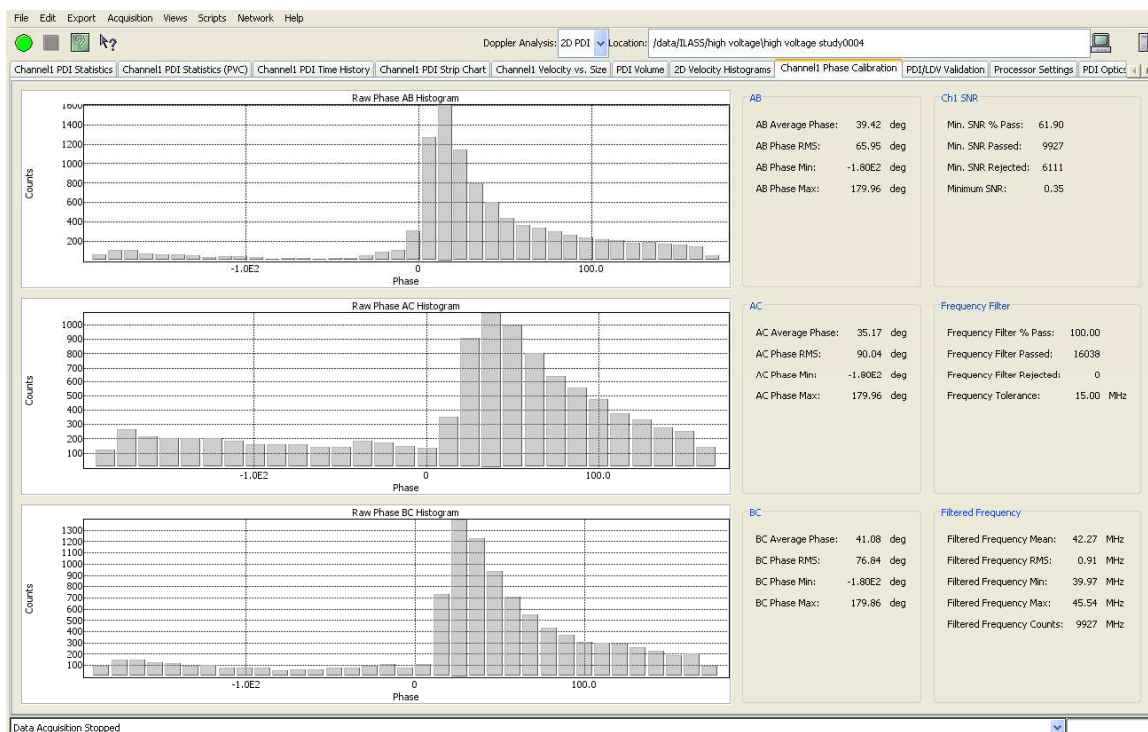 File Edit Export Acquisition Views Scripts Network Help
Doppler Analysis: 2D PDI Location: /data/ILASS/high voltage\high voltage study0004
Channel1 PDI Statistics Channel1 PDI Statistics (PVC) Channel1 PDI Time History Channel1 PDI Strip Chart Channel1 Velocity vs. Size PDI Volume 2D Velocity Histograms Channel1 Phase Calibration PDI/LDV Validation Processor Settings PDI Optics
Raw Phase AB Histogram
1600
1400
1200
1000
800
600
400
200
Counts
-1.0E2 0 100.0
Phase
AB
AB Average Phase: 39.42 deg
AB Phase RMS: 65.95 deg
AB Phase Min: -1.80E2 deg
AB Phase Max: 179.96 deg
Ch1 SNR
Min. SNR % Pass: 61.90
Min. SNR Passed: 9927
Min. SNR Rejected: 6111
Minimum SNR: 0.35
Raw Phase AC Histogram
1000
900
800
700
600
500
400
300
200
100
Counts
-1.0E2 0 100.0
Phase
AC
AC Average Phase: 35.17 deg
AC Phase RMS: 90.04 deg
AC Phase Min: -1.80E2 deg
AC Phase Max: 179.96 deg
Frequency Filter
Frequency Filter % Pass: 100.00
Frequency Filter Passed: 16038
Frequency Filter Rejected: 0
Frequency Tolerance: 15.00 MHz
Raw Phase BC Histogram
1300
1200
1100
1000
900
800
700
600
500
400
300
200
100
Counts
-1.0E2 0 100.0
Phase
BC
BC Average Phase: 41.08 deg
BC Phase RMS: 76.84 deg
BC Phase Min: -1.80E2 deg
BC Phase Max: 179.86 deg
Filtered Frequency
Filtered Frequency Mean: 42.27 MHz
Filtered Frequency RMS: 0.91 MHz
Filtered Frequency Min: 39.97 MHz
Filtered Frequency Max: 45.54 MHz
Filtered Frequency Counts: 9927 MHz
Data Acquisition Stopped